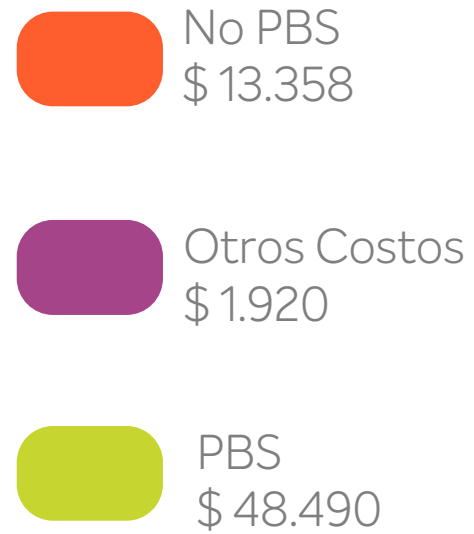 No PBS
$ 13.358
Otros Costos
$ 1.920
PBS
$ 48.490